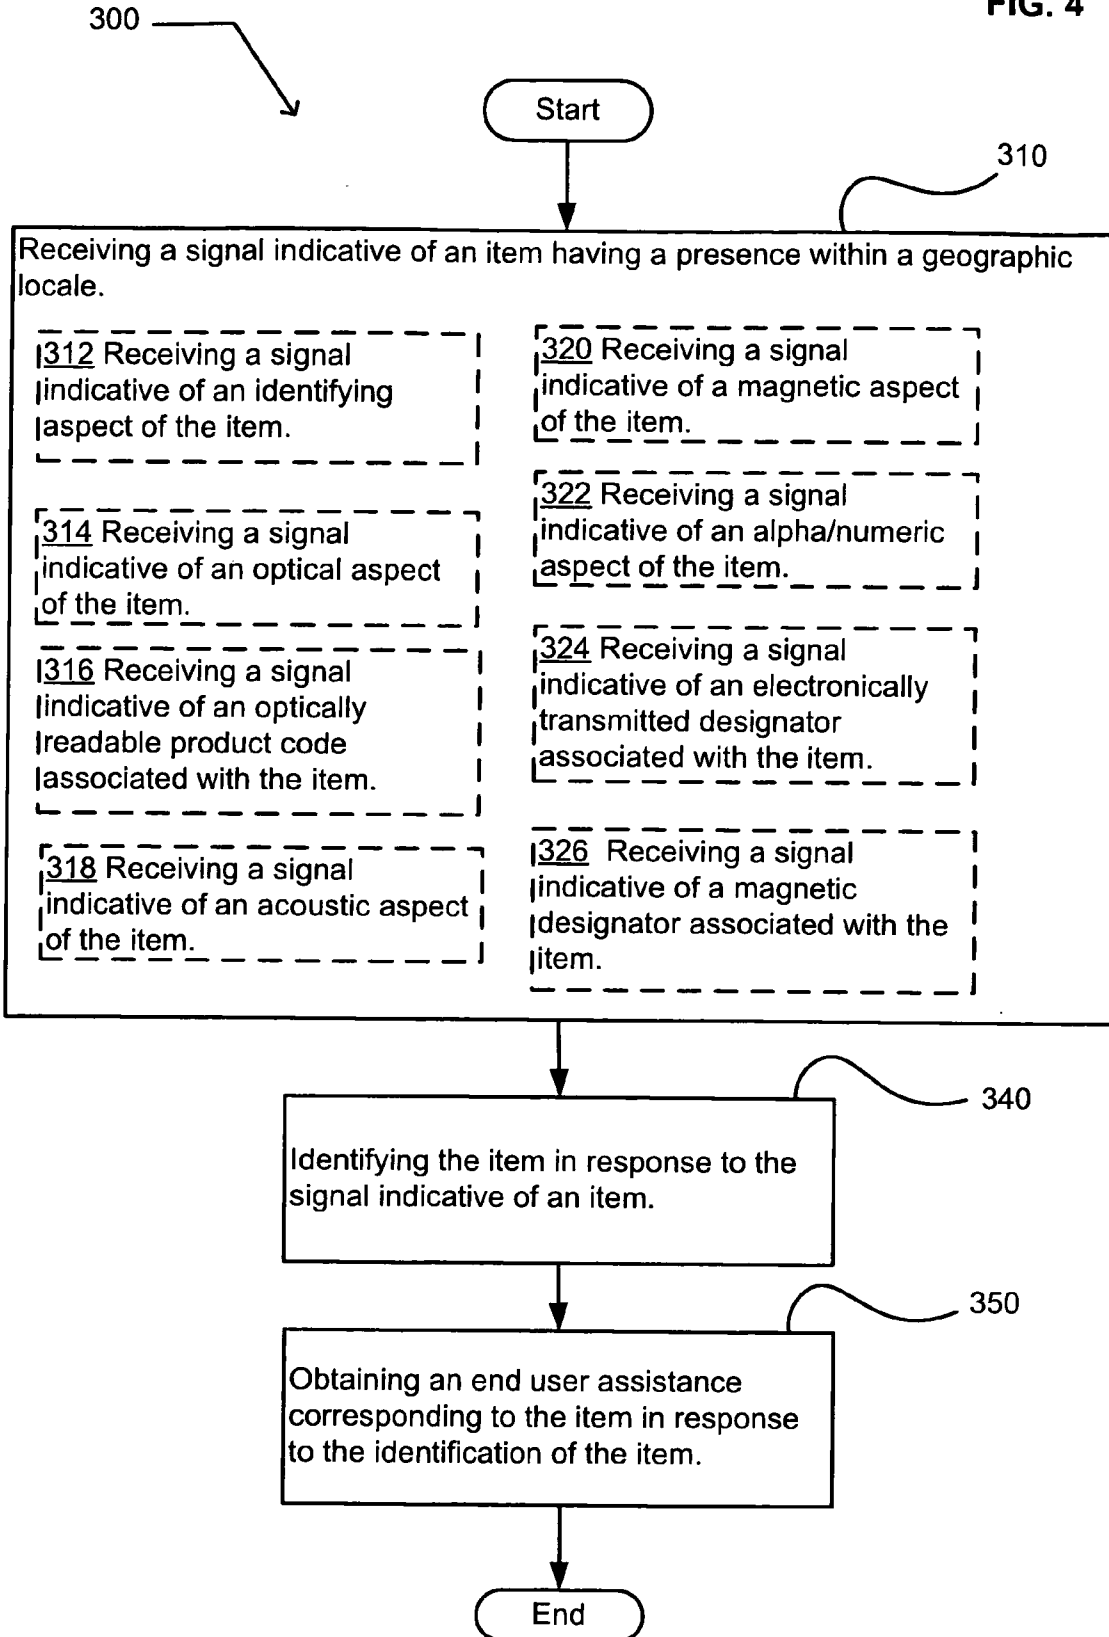 FIG. 4
300
Start
310
Receiving a signal indicative of an item having a presence within a geographic
locale.
312 Receiving a signal
indicative of an identifying
aspect of the item.
314 Receiving a signal
indicative of an optical aspect
of the item.
316 Receiving a signal
indicative of an optically
readable product code
associated with the item.
318 Receiving a signal
indicative of an acoustic aspect
of the item.
320 Receiving a signal
indicative of a magnetic aspect
of the item.
322 Receiving a signal
indicative of an alpha/numeric
aspect of the item.
324 Receiving a signal
indicative of an electronically
transmitted designator
associated with the item.
326 Receiving a signal
indicative of a magnetic
designator associated with the
item.
340
Identifying the item in response to the
signal indicative of an item.
350
Obtaining an end user assistance
corresponding to the item in response
to the identification of the item.
End